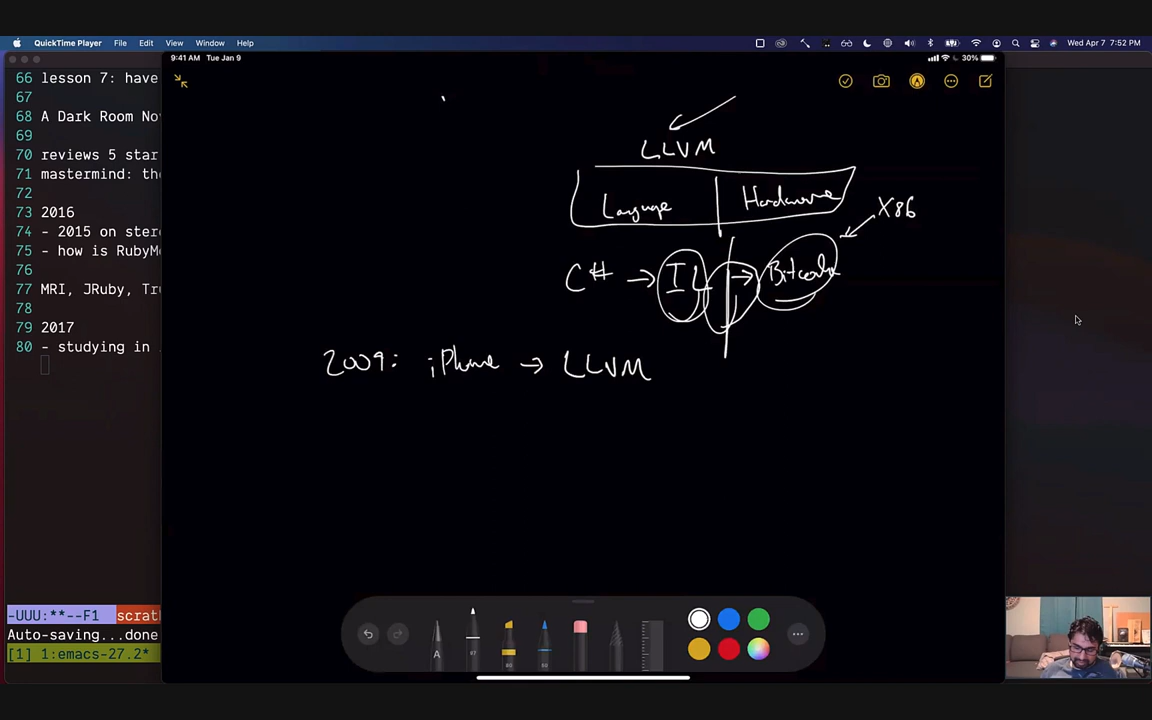 QuickTime Player File Edit View Window Help Wed Apr 7 7:52 PM
9:41 AM Tue Jan 9 30%
66 lesson 7: have
67
68 A Dark Room No
69
70 reviews 5 star
71 mastermind: th
72
73 2016
74 - 2015 on ster
75 - how is RubyM
76
77 MRI, JRuby, Tr
78
79 2017
80 - studying in
LLVM
Language Hardware
X86
C# → IL → Bitcode
2009: iPhone → LLVM
-UUU:**--F1 scrat
Auto-saving...done
[1] 1:emacs-27.2*
A
97
80
50